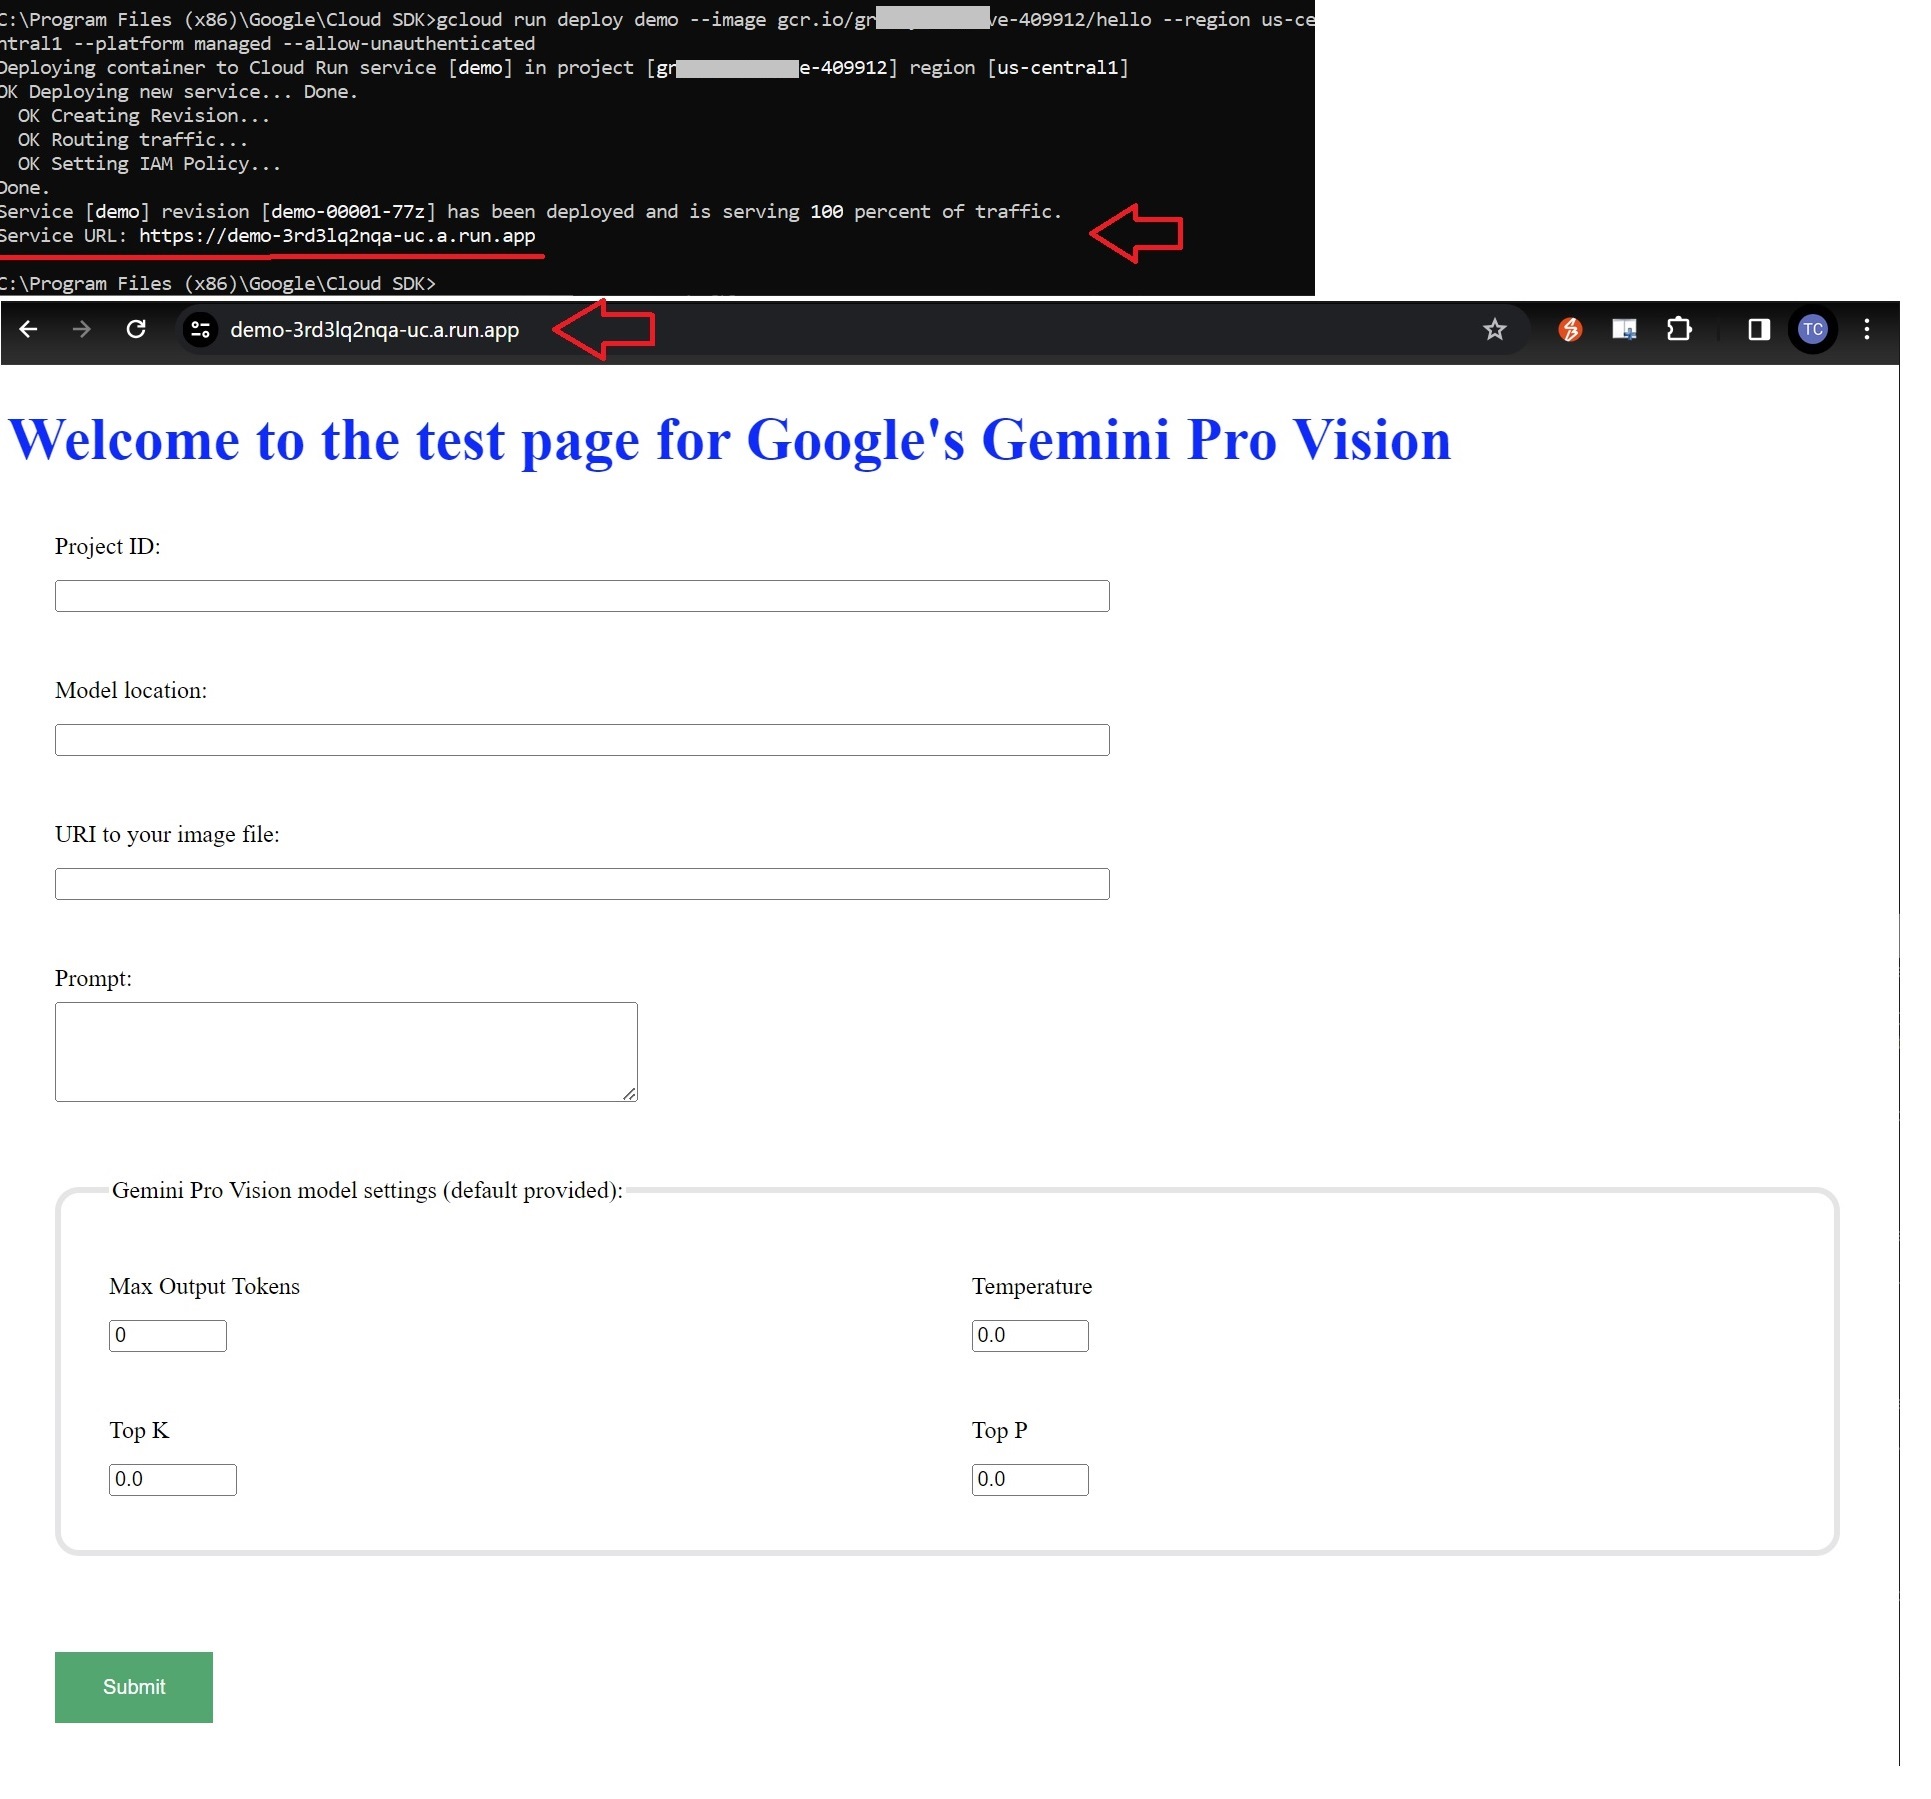 C:\Program Files (x86)\Google\Cloud SDK>gcloud run deploy demo --image gcr.io/gr ve-409912/hello --region us-ce
ntral1 --platform managed --allow-unauthenticated
Deploying container to Cloud Run service [demo] in project [gr e-409912] region [us-central1]
OK Deploying new service... Done.
OK Creating Revision...
OK Routing traffic...
OK Setting IAM Policy...
Done.
Service [demo] revision [demo-00001-77z] has been deployed and is serving 100 percent of traffic.
Service URL: https://demo-3rd3lq2nqa-uc.a.run.app
C:\Program Files (x86)\Google\Cloud SDK>
demo-3rd3lq2nqa-uc.a.run.app
TC
Welcome to the test page for Google's Gemini Pro Vision
Project ID:
Model location:
URI to your image file:
Prompt:
Gemini Pro Vision model settings (default provided):
Max Output Tokens Temperature
0 0.0
Top K Top P
0.0 0.0
Submit